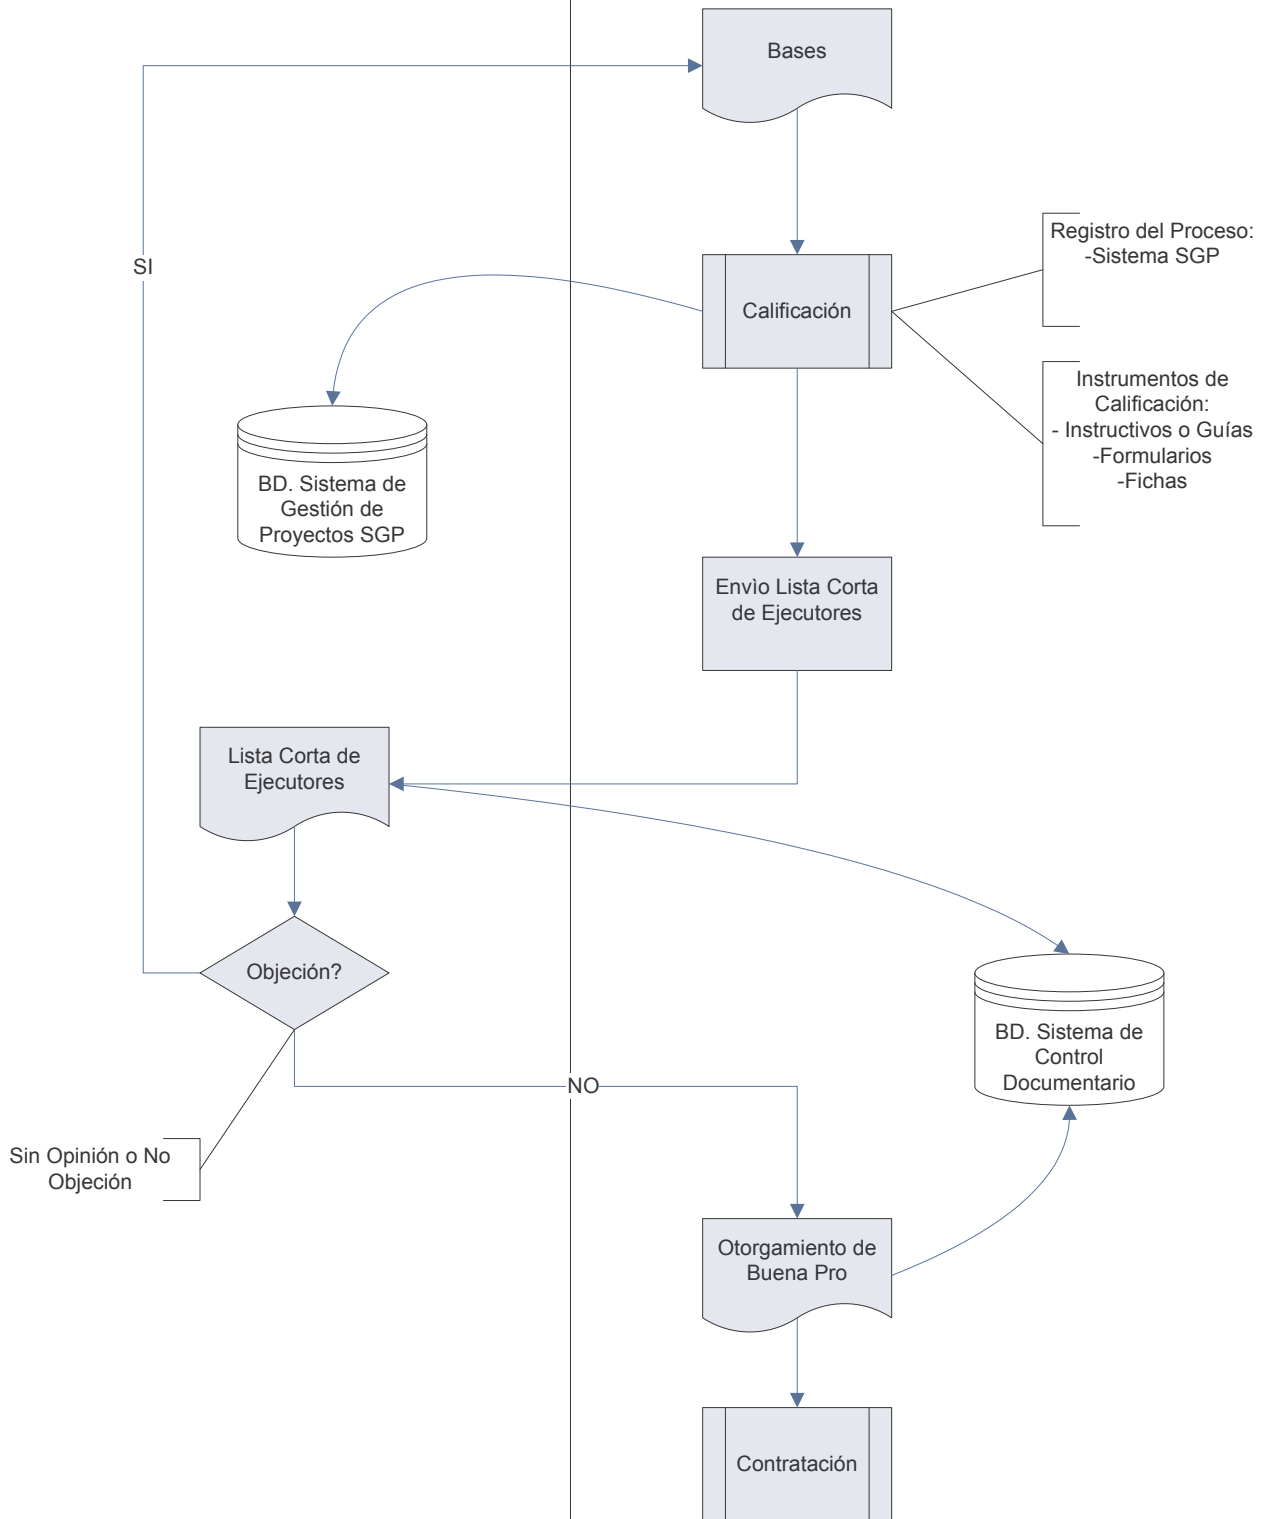 Bases
Registro del Proceso:
-Sistema SGP
SI
Calificación
Instrumentos de
Calificación:
- Instructivos o Guías
-Formularios
-Fichas
BD. Sistema de
Gestión de
Proyectos SGP
Envìo Lista Corta
de Ejecutores
Lista Corta de
Ejecutores
Objeción?
BD. Sistema de
Control
Documentario
NO
Sin Opinión o No
Objeción
Otorgamiento de
Buena Pro
Contratación